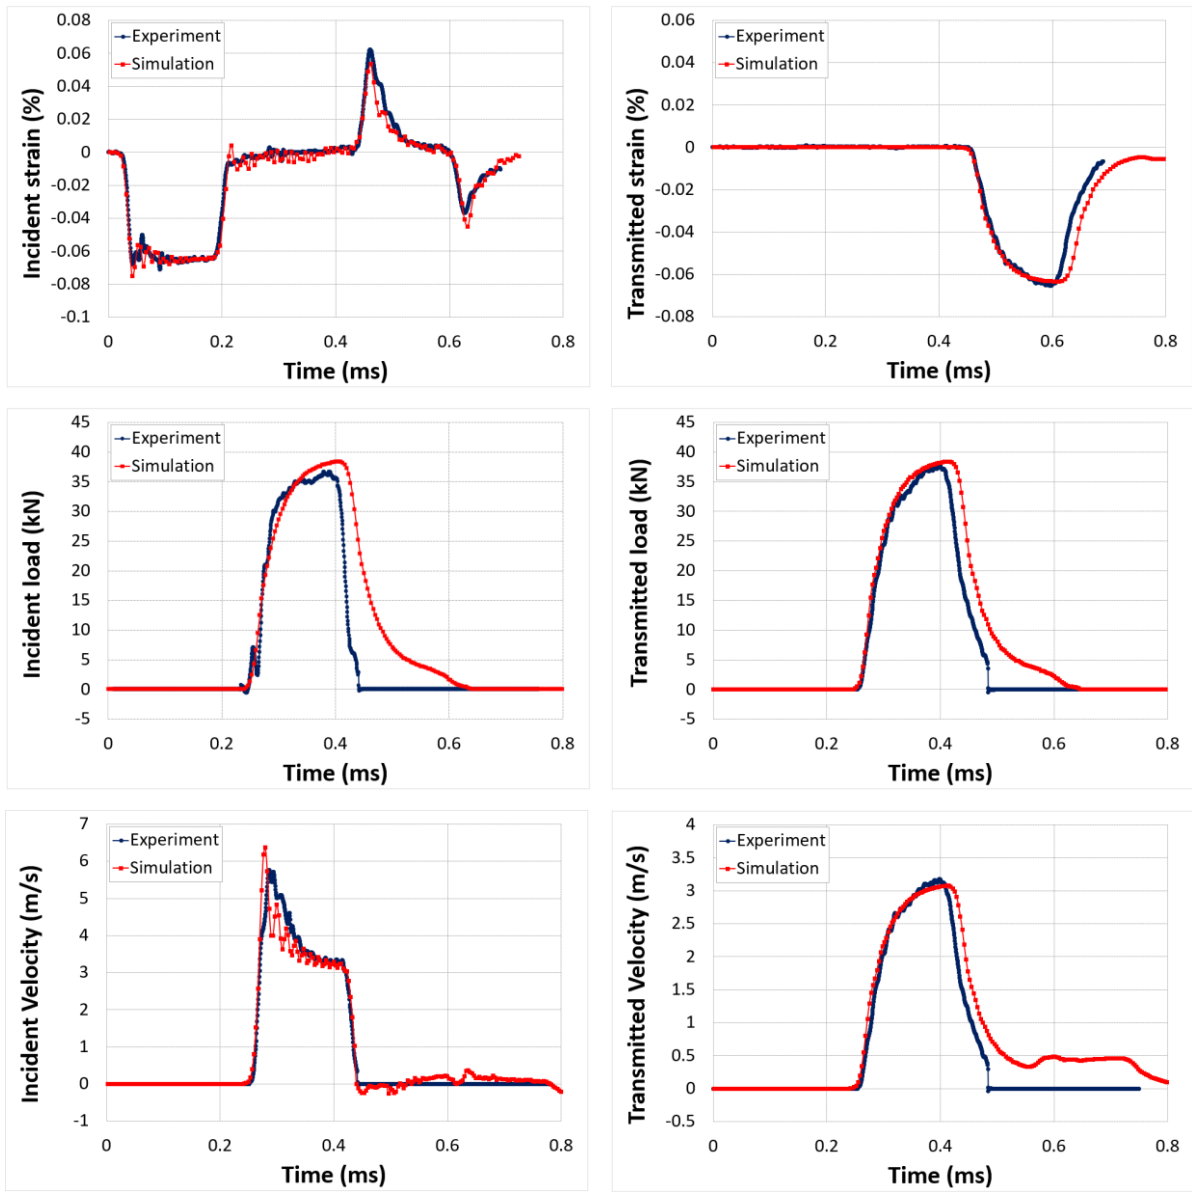 Incident strain (%)
0.08
0.06
0.04
0.02
0
-0.02
-0.04
-0.06
-0.08
-0.1
Experiment
Simulation
0 0.2 0.4 0.6 0.8
Time (ms)
Transmitted strain (%)
0.06
0.04
0.02
0
-0.02
-0.04
-0.06
-0.08
Experiment
Simulation
0 0.2 0.4 0.6 0.8
Time (ms)
Incident load (kN)
45
40
35
30
25
20
15
10
5
0
-5
Experiment
Simulation
0 0.2 0.4 0.6 0.8
Time (ms)
Transmitted load (kN)
45
40
35
30
25
20
15
10
5
0
-5
Experiment
Simulation
0 0.2 0.4 0.6 0.8
Time (ms)
Incident Velocity (m/s)
7
6
5
4
3
2
1
0
-1
Experiment
Simulation
0 0.2 0.4 0.6 0.8
Time (ms)
Transmitted Velocity (m/s)
4
3.5
3
2.5
2
1.5
1
0.5
0
-0.5
Experiment
Simulation
0 0.2 0.4 0.6 0.8
Time (ms)